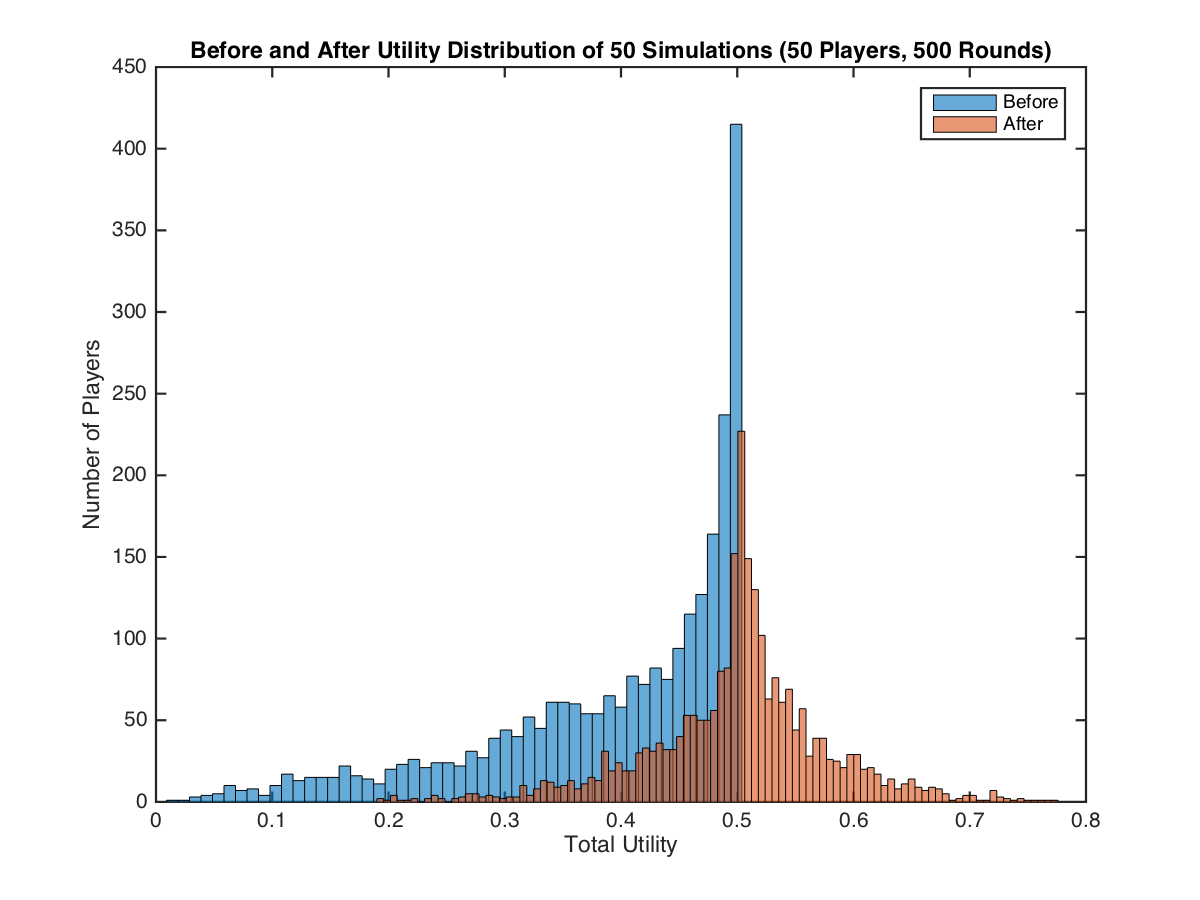 Before and After Utility Distribution of 50 Simulations (50 Players, 500 Rounds)
Before
After
450
400
350
300
250
200
150
100
50
0
Number of Players
0 0.1 0.2 0.3 0.4 0.5 0.6 0.7 0.8
Total Utility